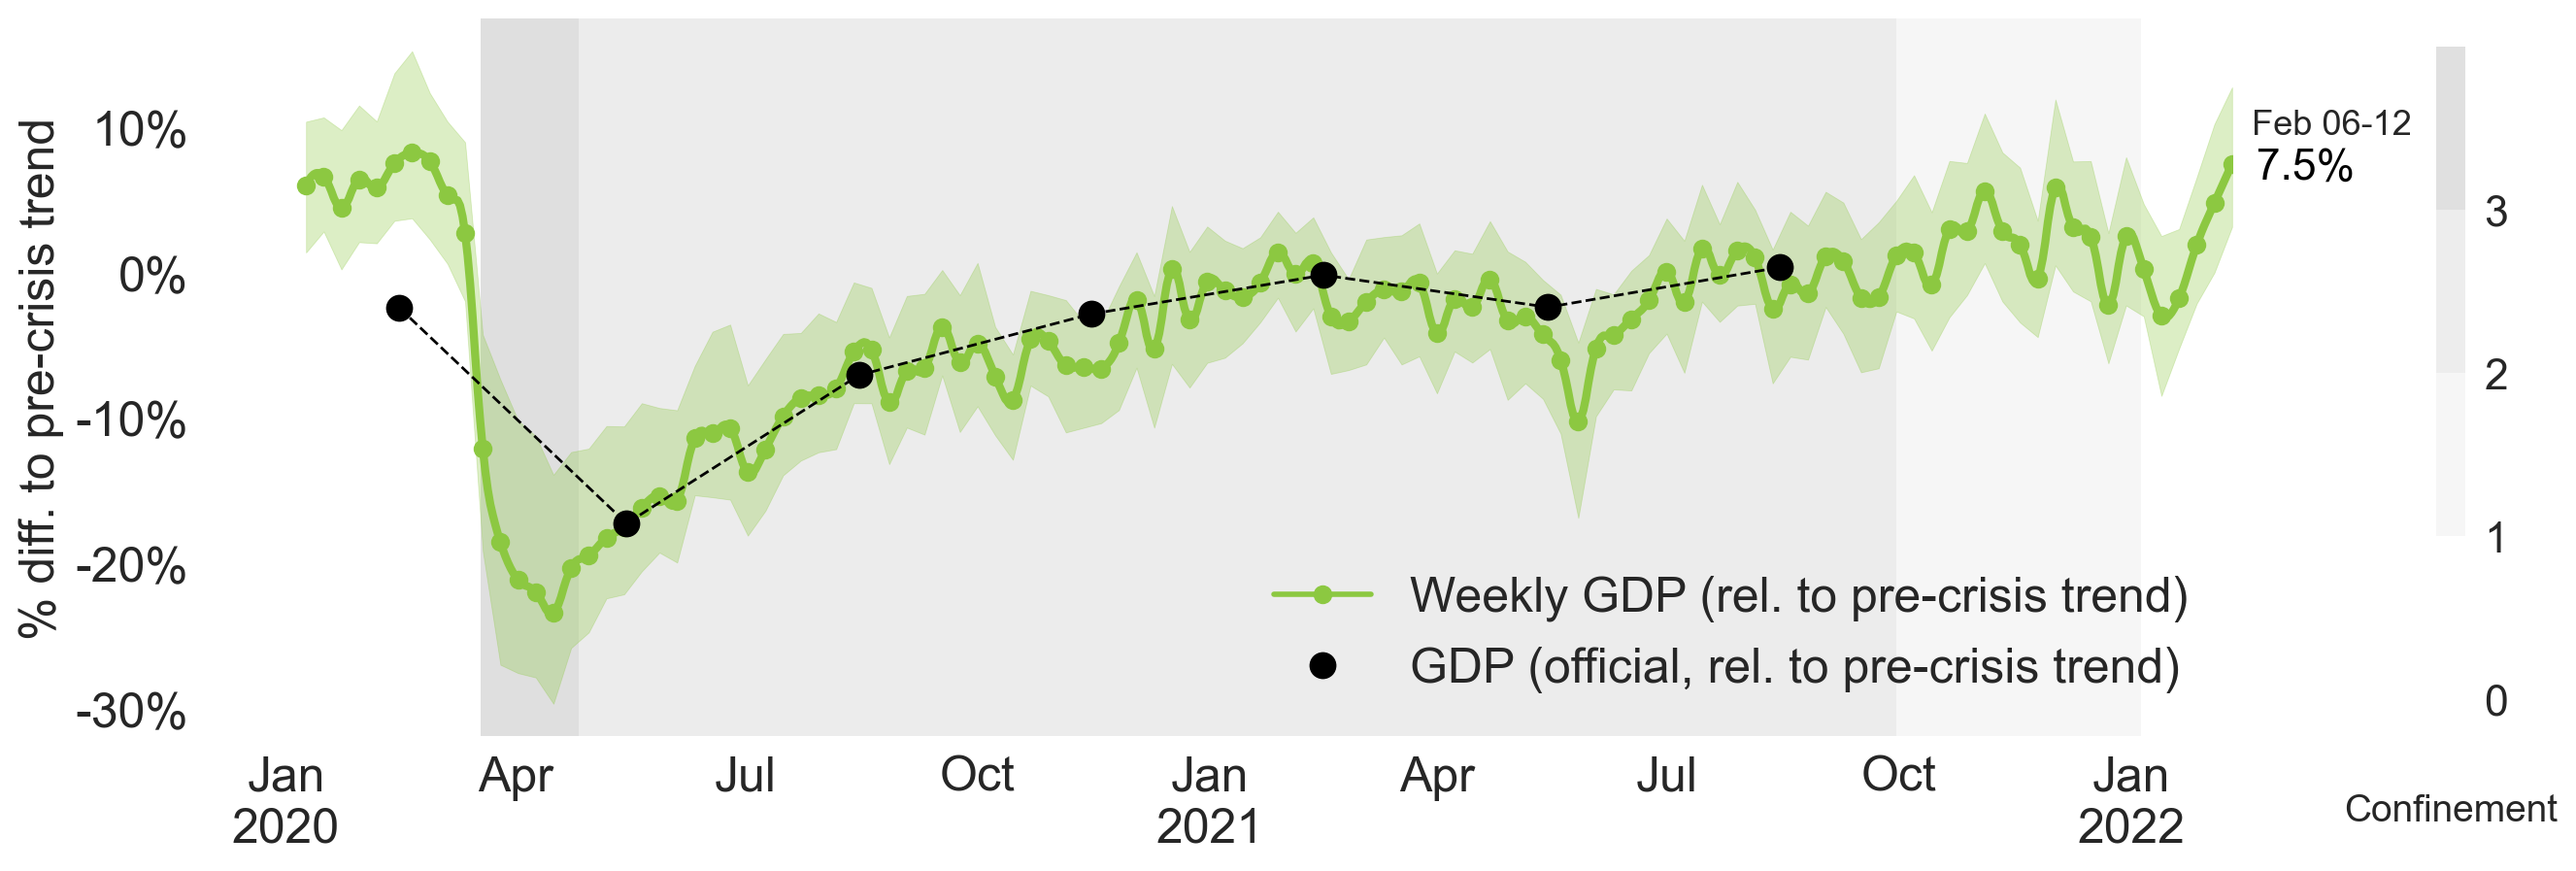 % diff. to pre-crisis trend
10%
0%
-10%
-20%
-30%
Jan
2020
Apr
Jul
Oct
Jan
2021
Apr
Jul
Oct
Jan
2022
Feb 06-12
7.5%
Weekly GDP (rel. to pre-crisis trend)
GDP (official, rel. to pre-crisis trend)
3
2
1
0
Confinement